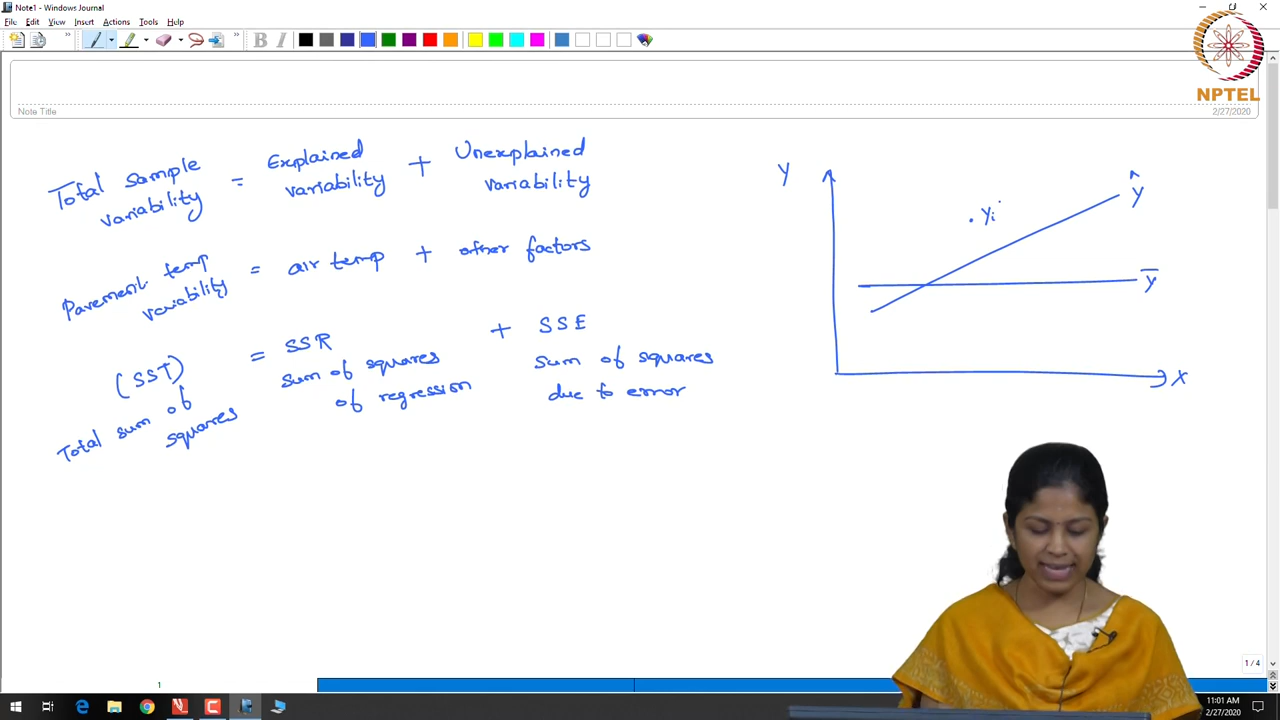 Note1 - Windows Journal
File Edit View Insert Actions Tools Help
B I
NPTEL
Note Title
2/27/2020
Total sample variability = Explained variability + Unexplained variability
Pavement temp variability = air temp + other factors
(SST) = SSR + SSE
Total sum of squares
sum of squares of regression
sum of squares due to error
Y
ŷ
yi
y̅
X
1 / 4
1
11:01 AM
2/27/2020